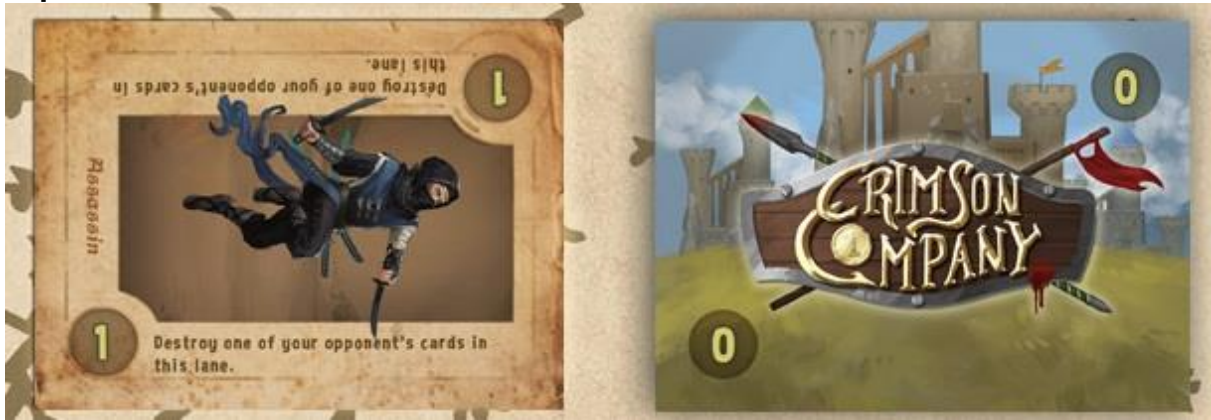 1
Destroy one of your opponent's cards in
this lane.
Assassin
1
Destroy one of your opponent's cards in
this lane.
0
CRIMSON
COMPANY
0